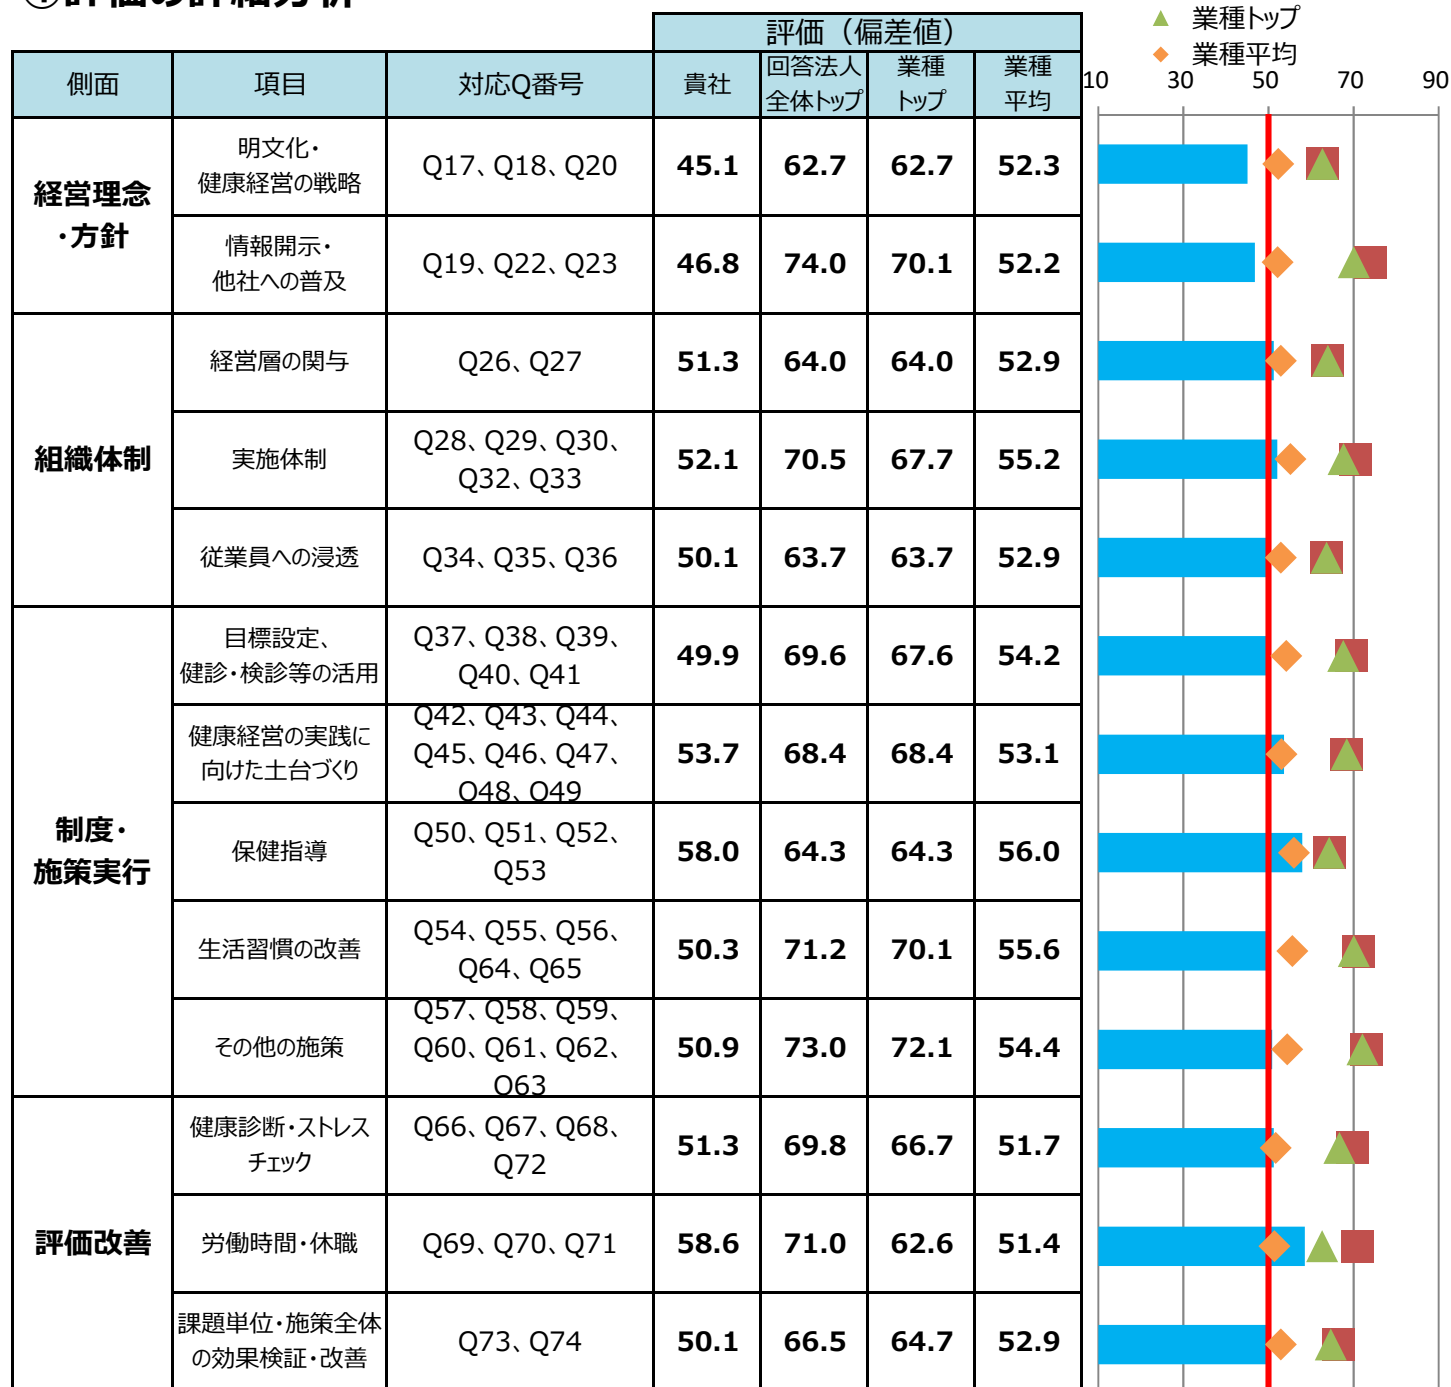 ①評価の詳細分析
▲ 業種トップ
◆ 業種平均
評価（偏差値）
側面 項目 対応Q番号 貴社 回答法人全体トップ 業種トップ 業種平均
10 30 50 70 90
経営理念・方針
明文化・健康経営の戦略 Q17、Q18、Q20 45.1 62.7 62.7 52.3
情報開示・他社への普及 Q19、Q22、Q23 46.8 74.0 70.1 52.2
組織体制
経営層の関与 Q26、Q27 51.3 64.0 64.0 52.9
実施体制 Q28、Q29、Q30、Q32、Q33 52.1 70.5 67.7 55.2
従業員への浸透 Q34、Q35、Q36 50.1 63.7 63.7 52.9
制度・施策実行
目標設定、健診・検診等の活用 Q37、Q38、Q39、Q40、Q41 49.9 69.6 67.6 54.2
健康経営の実践に向けた土台づくり Q42、Q43、Q44、Q45、Q46、Q47、Q48、Q49 53.7 68.4 68.4 53.1
保健指導 Q50、Q51、Q52、Q53 58.0 64.3 64.3 56.0
生活習慣の改善 Q54、Q55、Q56、Q64、Q65 50.3 71.2 70.1 55.6
その他の施策 Q57、Q58、Q59、Q60、Q61、Q62、Q63 50.9 73.0 72.1 54.4
評価改善
健康診断・ストレスチェック Q66、Q67、Q68、Q72 51.3 69.8 66.7 51.7
労働時間・休職 Q69、Q70、Q71 58.6 71.0 62.6 51.4
課題単位・施策全体の効果検証・改善 Q73、Q74 50.1 66.5 64.7 52.9